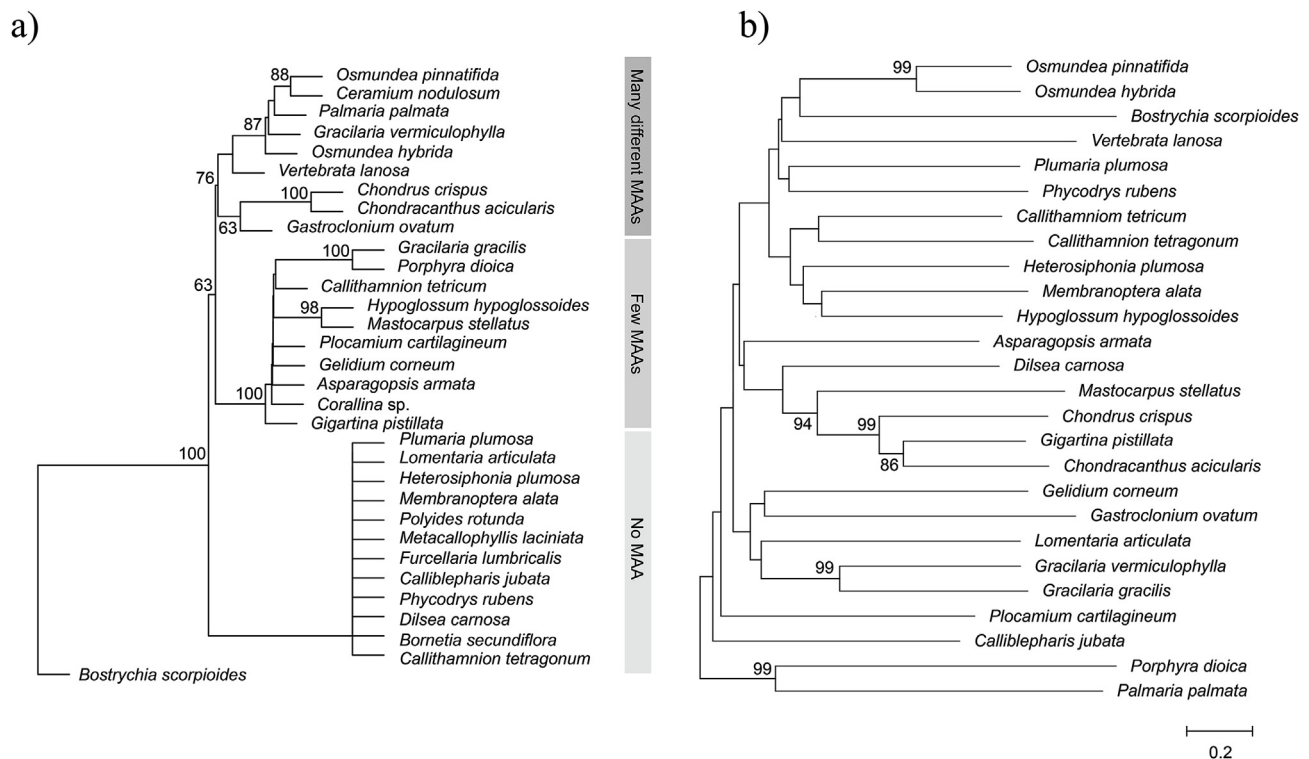 a)
88
Osmundea pinnatifida
Ceramium nodulosum
Palmaria palmata
87
Gracilaria vermiculophylla
Osmundea hybrida
76
Vertebrata lanosa
100
Chondrus crispus
Chondracanthus acicularis
63
Gastroclonium ovatum
Many different MAAs
100
Gracilaria gracilis
Porphyra dioica
63
Callithamnion tetricum
98
Hypoglossum hypoglossoides
Mastocarpus stellatus
Plocamium cartilagineum
Gelidium corneum
100
Asparagopsis armata
Corallina sp.
Gigartina pistillata
Few MAAs
100
Plumaria plumosa
Lomentaria articulata
Heterosiphonia plumosa
Membranoptera alata
Polyides rotunda
Metacallophyllis laciniata
Furcellaria lumbricalis
Calliblepharis jubata
Phycodrys rubens
Dilsea carnosa
Bornetia secundiflora
Callithamnion tetragonum
No MAA
Bostrychia scorpioides
b)
99
Osmundea pinnatifida
Osmundea hybrida
Bostrychia scorpioides
Vertebrata lanosa
Plumaria plumosa
Phycodrys rubens
Callithamniom tetricum
Callithamnion tetragonum
Heterosiphonia plumosa
Membranoptera alata
Hypoglossum hypoglossoides
Asparagopsis armata
Dilsea carnosa
Mastocarpus stellatus
94
99
Chondrus crispus
Gigartina pistillata
86
Chondracanthus acicularis
Gelidium corneum
Gastroclonium ovatum
Lomentaria articulata
99
Gracilaria vermiculophylla
Gracilaria gracilis
Plocamium cartilagineum
Calliblepharis jubata
99
Porphyra dioica
Palmaria palmata
0.2